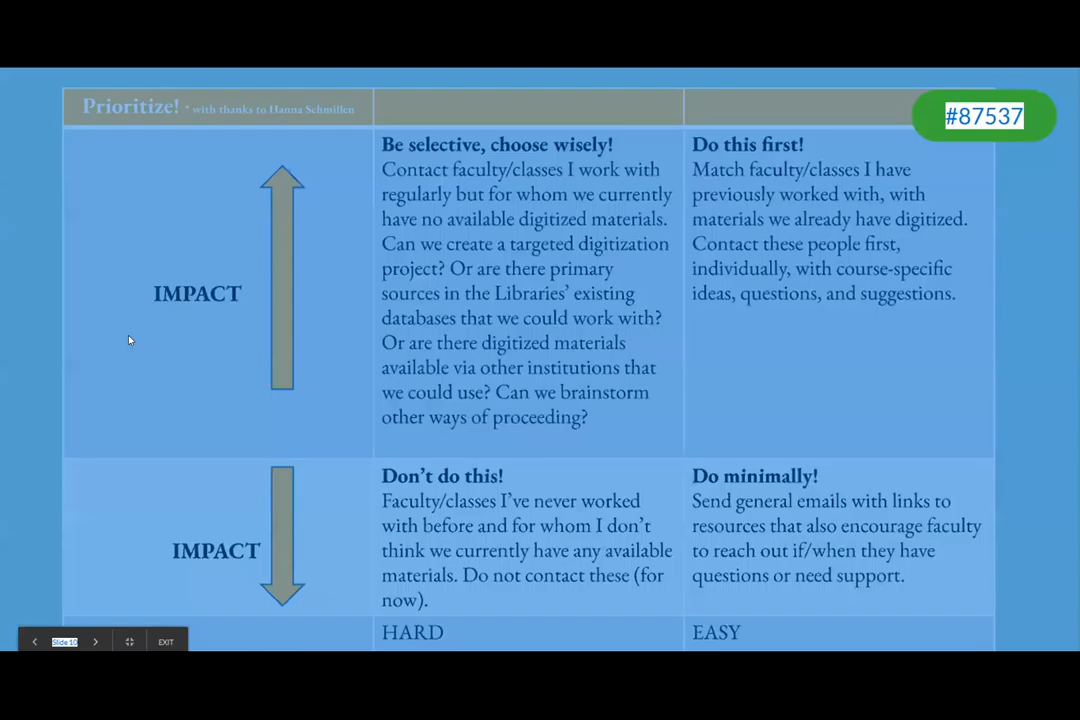 Prioritize! · with thanks to Hanna Schmillen
#87537
Be selective, choose wisely!
Contact faculty/classes I work with
regularly but for whom we currently
have no available digitized materials.
Can we create a targeted digitization
project? Or are there primary
sources in the Libraries’ existing
databases that we could work with?
Or are there digitized materials
available via other institutions that
we could use? Can we brainstorm
other ways of proceeding?
Do this first!
Match faculty/classes I have
previously worked with, with
materials we already have digitized.
Contact these people first,
individually, with course-specific
ideas, questions, and suggestions.
IMPACT
Don’t do this!
Faculty/classes I’ve never worked
with before and for whom I don’t
think we currently have any available
materials. Do not contact these (for
now).
Do minimally!
Send general emails with links to
resources that also encourage faculty
to reach out if/when they have
questions or need support.
IMPACT
HARD
EASY
Slide 10
EXIT